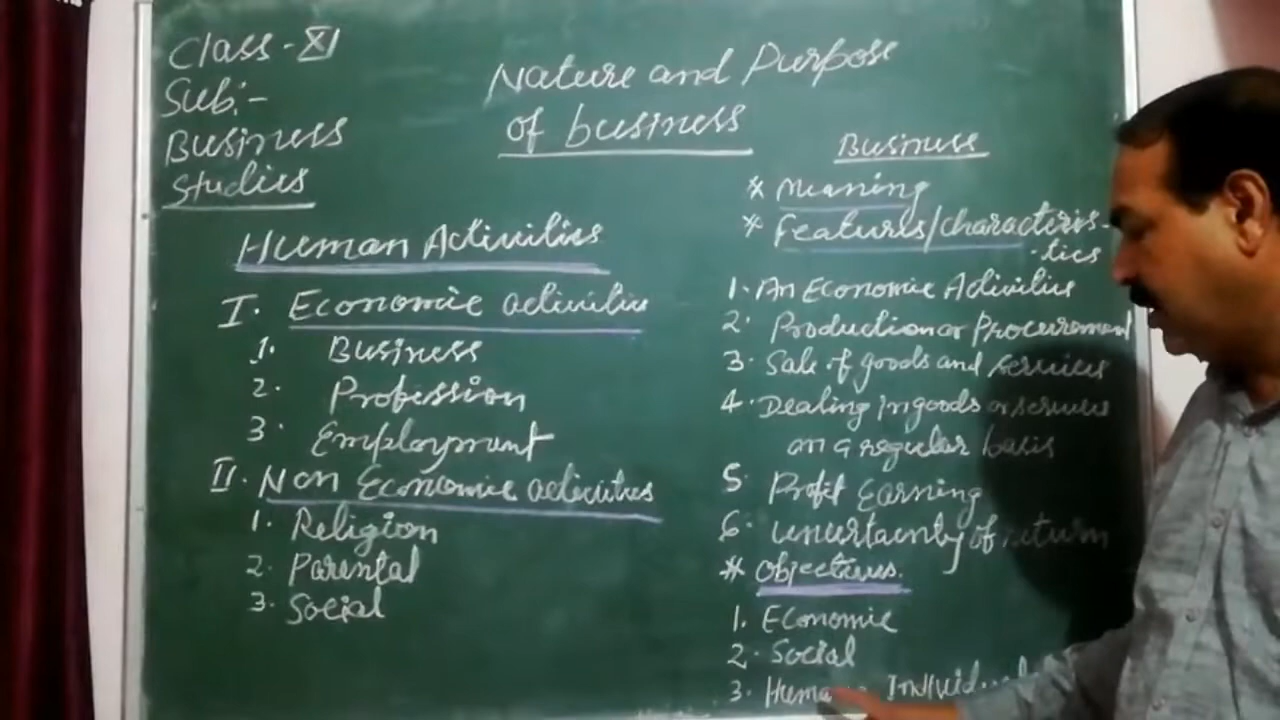 Class - XI
Sub:-
Business
Studies
Nature and Purpose
of business
Human Activities
I. Economic activities
1. Business
2. Profession
3. Employment
II. Non Economic activities
1. Religion
2. Parental
3. Social
Business
* Meaning
* Features/characteris-
-tics
1. An Economic Activities
2. Production or Procurement
3. Sale of goods and services
4. Dealing in goods or services
on a regular basis
5. Profit Earning
6. Uncertainty of return
* Objectives.
1. Economic
2. Social
3. Individual